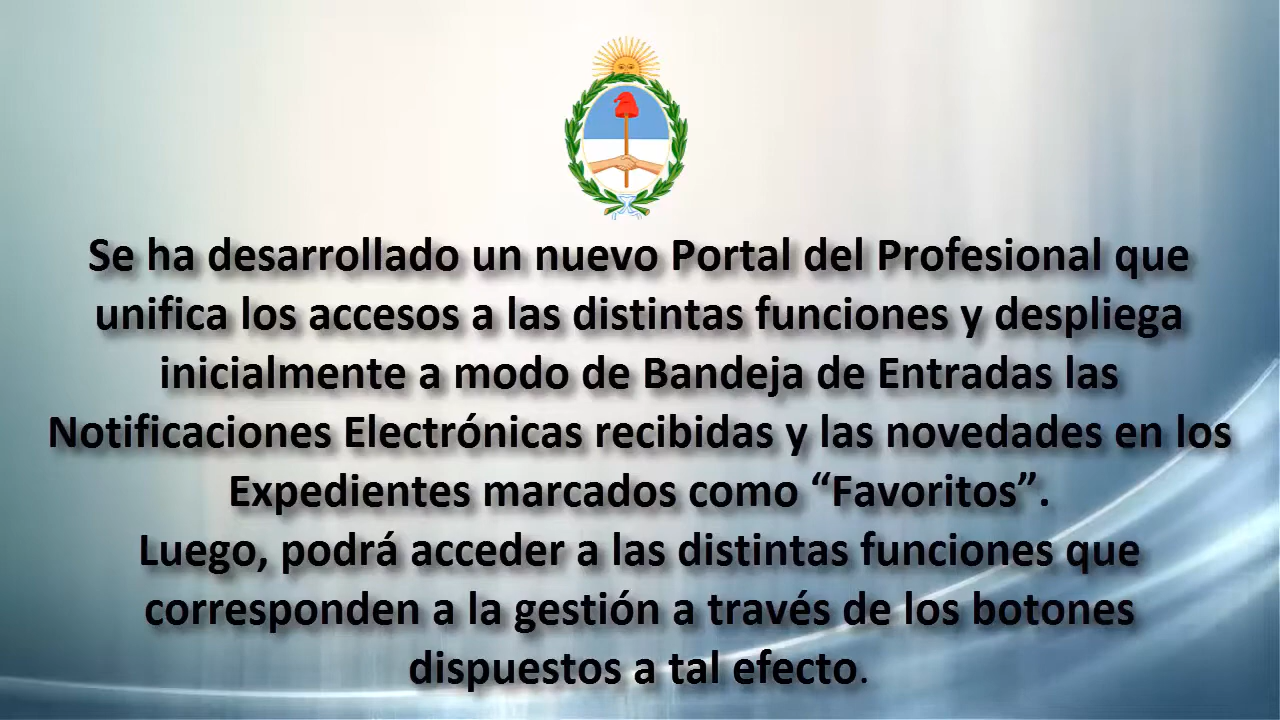 Se ha desarrollado un nuevo Portal del Profesional que
unifica los accesos a las distintas funciones y despliega
inicialmente a modo de Bandeja de Entradas las
Notificaciones Electrónicas recibidas y las novedades en los
Expedientes marcados como “Favoritos”.
Luego, podrá acceder a las distintas funciones que
corresponden a la gestión a través de los botones
dispuestos a tal efecto.